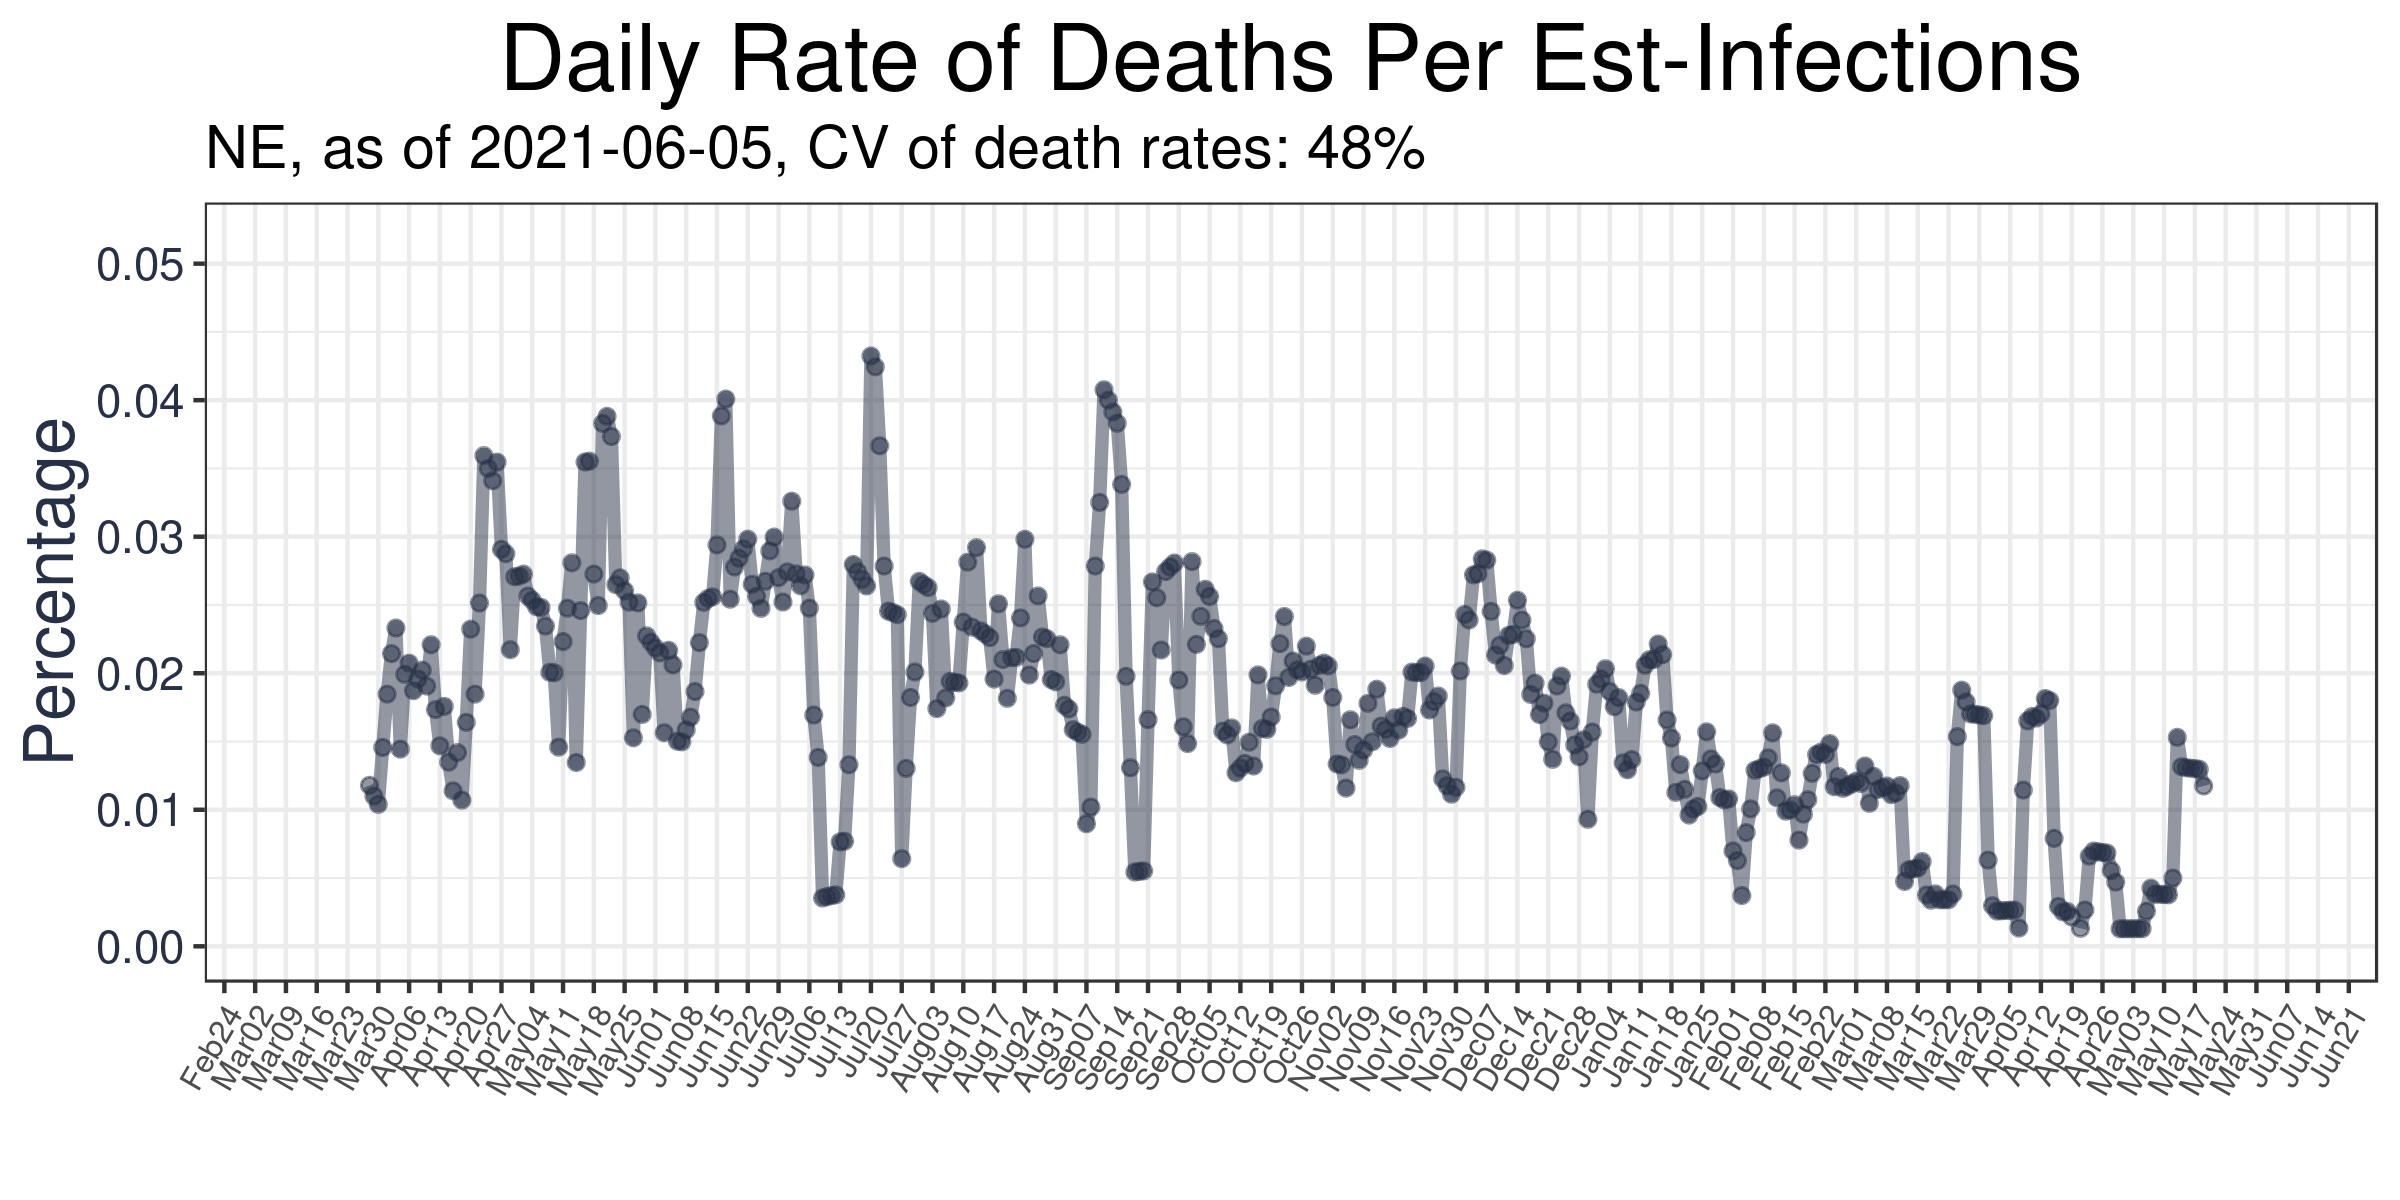 Daily Rate of Deaths Per Est-Infections
NE, as of 2021-06-05, CV of death rates: 48%
Percentage
0.05
0.04
0.03
0.02
0.01
0.00
Feb24
Mar02
Mar09
Mar16
Mar23
Mar30
Apr06
Apr13
Apr20
Apr27
May04
May11
May18
May25
Jun01
Jun08
Jun15
Jun22
Jun29
Jul06
Jul13
Jul20
Jul27
Aug03
Aug10
Aug17
Aug24
Aug31
Sep07
Sep14
Sep21
Sep28
Oct05
Oct12
Oct19
Oct26
Nov02
Nov09
Nov16
Nov23
Nov30
Dec07
Dec14
Dec21
Dec28
Jan04
Jan11
Jan18
Jan25
Feb01
Feb08
Feb15
Feb22
Mar01
Mar08
Mar15
Mar22
Mar29
Apr05
Apr12
Apr19
Apr26
May03
May10
May17
May24
May31
Jun07
Jun14
Jun21